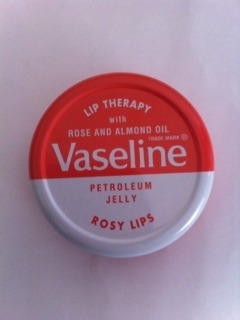 LIP THERAPY
with
ROSE AND ALMOND OIL
TRADE MARK ®
Vaseline
PETROLEUM
JELLY
ROSY LIPS